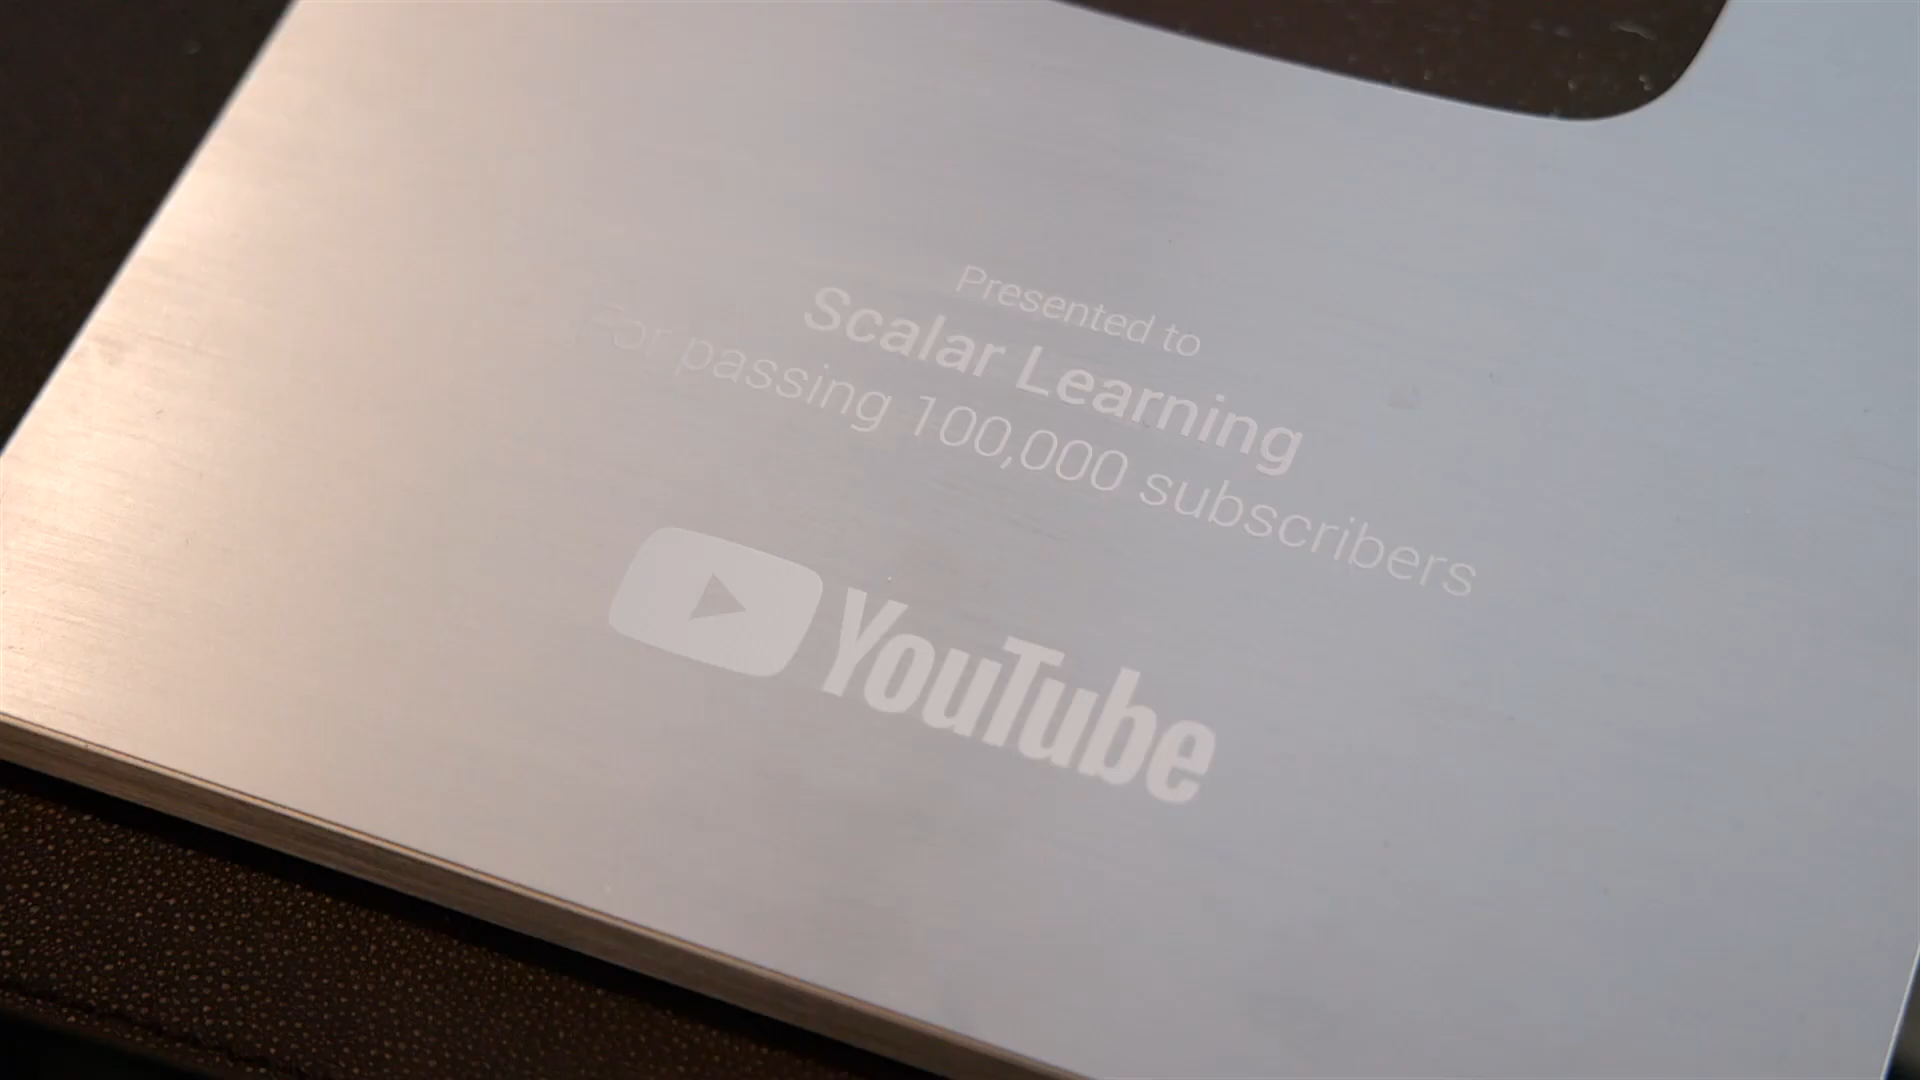 Presented to
Scalar Learning
For passing 100,000 subscribers
YouTube